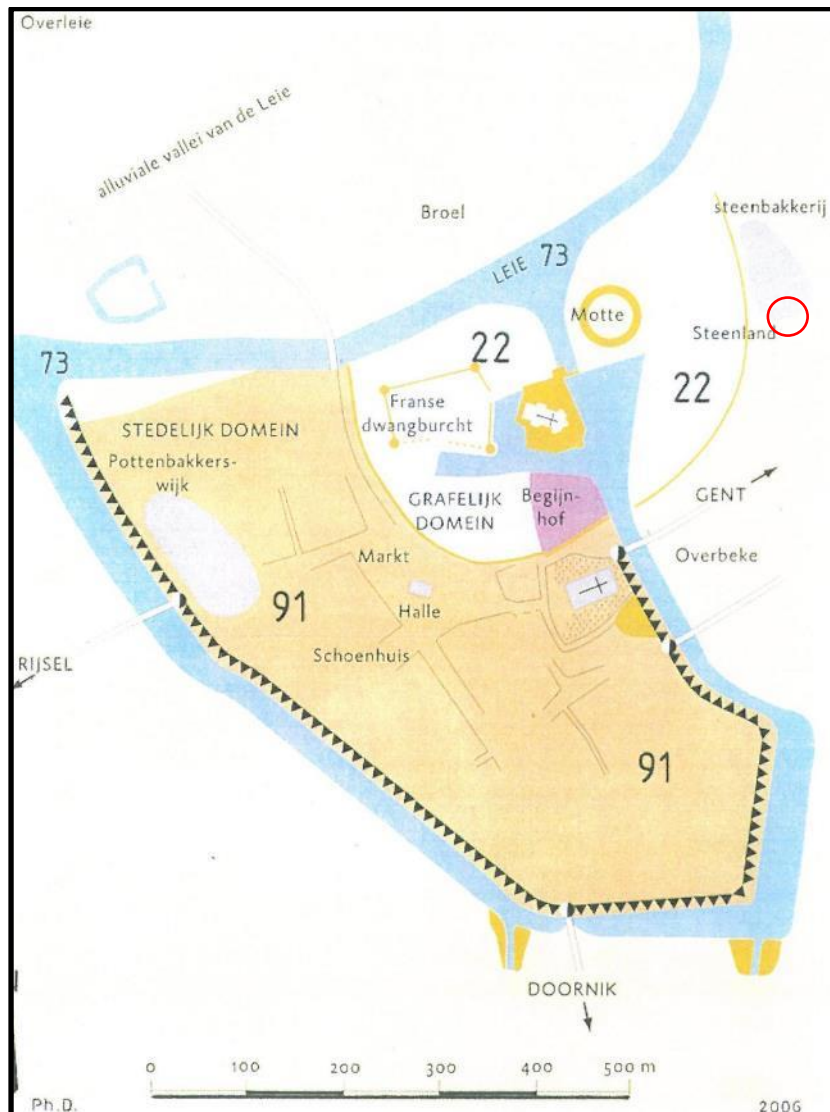 Overleie
alluviale vallei van de Leie
Broel
steenbakkerij
LEIE 73
Motte
Steenland
73
22
22
Franse
dwangburcht
STEDELIJK DOMEIN
Pottenbakkers-
wijk
GRAFELIJK
DOMEIN
Begijn-
hof
GENT
Markt
Overbeke
91
Halle
Schoenhuis
RIJSEL
91
DOORNIK
0 100 200 300 400 500 m
Ph.D.
2006